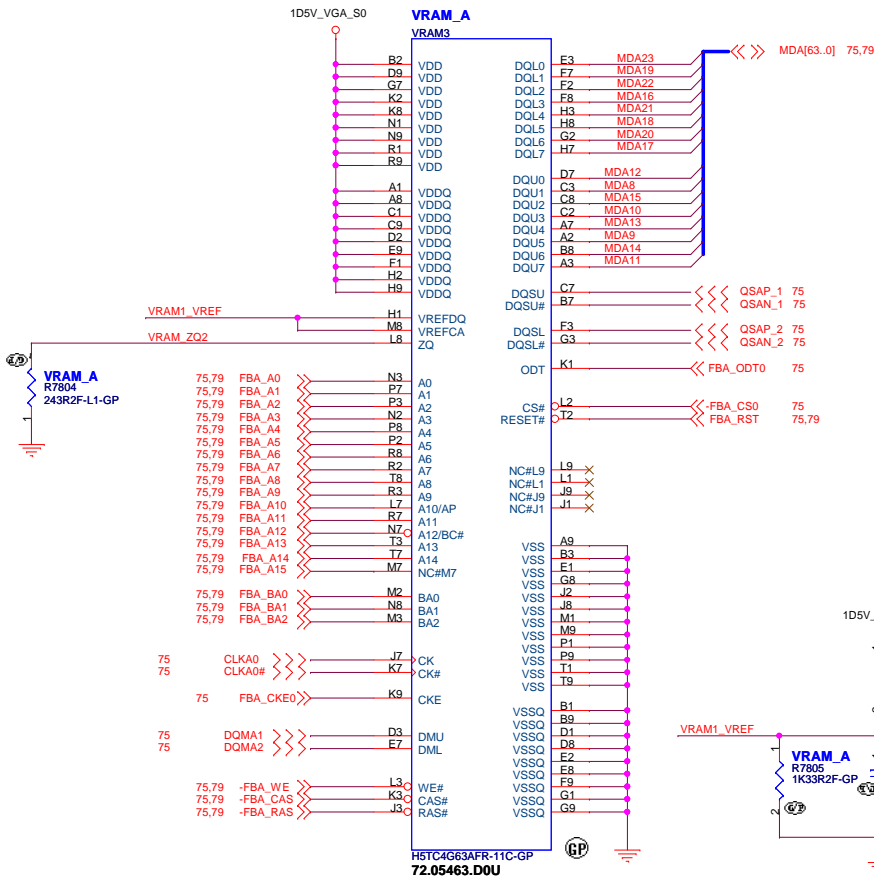 1D5V_VGA_S0
VRAM_A
VRAM3
B2 VDD
D9 VDD
G7 VDD
K2 VDD
K8 VDD
N1 VDD
N9 VDD
R1 VDD
R9 VDD
A1 VDDQ
A8 VDDQ
C1 VDDQ
C9 VDDQ
D2 VDDQ
E9 VDDQ
F1 VDDQ
H2 VDDQ
H9 VDDQ
VRAM1_VREF H1 VREFDQ
M8 VREFCA
VRAM_ZQ2 L8 ZQ
VRAM_A
R7804
243R2F-L1-GP
1
75,79 FBA_A0 N3 A0
75,79 FBA_A1 P7 A1
75,79 FBA_A2 P3 A2
75,79 FBA_A3 N2 A3
75,79 FBA_A4 P8 A4
75,79 FBA_A5 P2 A5
75,79 FBA_A6 R8 A6
75,79 FBA_A7 R2 A7
75,79 FBA_A8 T8 A8
75,79 FBA_A9 R3 A9
75,79 FBA_A10 L7 A10/AP
75,79 FBA_A11 R7 A11
75,79 FBA_A12 N7 A12/BC#
75,79 FBA_A13 T3 A13
75,79 FBA_A14 T7 A14
75,79 FBA_A15 M7 NC#M7
75,79 FBA_BA0 M2 BA0
75,79 FBA_BA1 N8 BA1
75,79 FBA_BA2 M3 BA2
75 CLKA0 J7 CK
75 CLKA0# K7 CK#
75 FBA_CKE0 K9 CKE
75 DQMA1 D3 DMU
75 DQMA2 E7 DML
75,79 -FBA_WE L3 WE#
75,79 -FBA_CAS K3 CAS#
75,79 -FBA_RAS J3 RAS#
DQL0 E3 MDA23
DQL1 F7 MDA19
DQL2 F2 MDA22
DQL3 F8 MDA16
DQL4 H3 MDA21
DQL5 H8 MDA18
DQL6 G2 MDA20
DQL7 H7 MDA17
MDA[63..0] 75,79
DQU0 D7 MDA12
DQU1 C3 MDA8
DQU2 C8 MDA15
DQU3 C2 MDA10
DQU4 A7 MDA13
DQU5 A2 MDA9
DQU6 B8 MDA14
DQU7 A3 MDA11
DQSU C7 QSAP_1 75
DQSU# B7 QSAN_1 75
DQSL F3 QSAP_2 75
DQSL# G3 QSAN_2 75
ODT K1 FBA_ODT0 75
CS# L2 -FBA_CS0 75
RESET# T2 FBA_RST 75,79
NC#L9 L9
NC#L1 L1
NC#J9 J9
NC#J1 J1
VSS A9
VSS B3
VSS E1
VSS G8
VSS J2
VSS J8
VSS M1
VSS M9
VSS P1
VSS P9
VSS T1
VSS T9
VSSQ B1
VSSQ B9
VSSQ D1
VSSQ D8
VSSQ E2
VSSQ E8
VSSQ F9
VSSQ G1
VSSQ G9
GP
H5TC4G63AFR-11C-GP
72.05463.D0U
1D5V_
VRAM1_VREF
1
VRAM_A
R7805
1K33R2F-GP
2